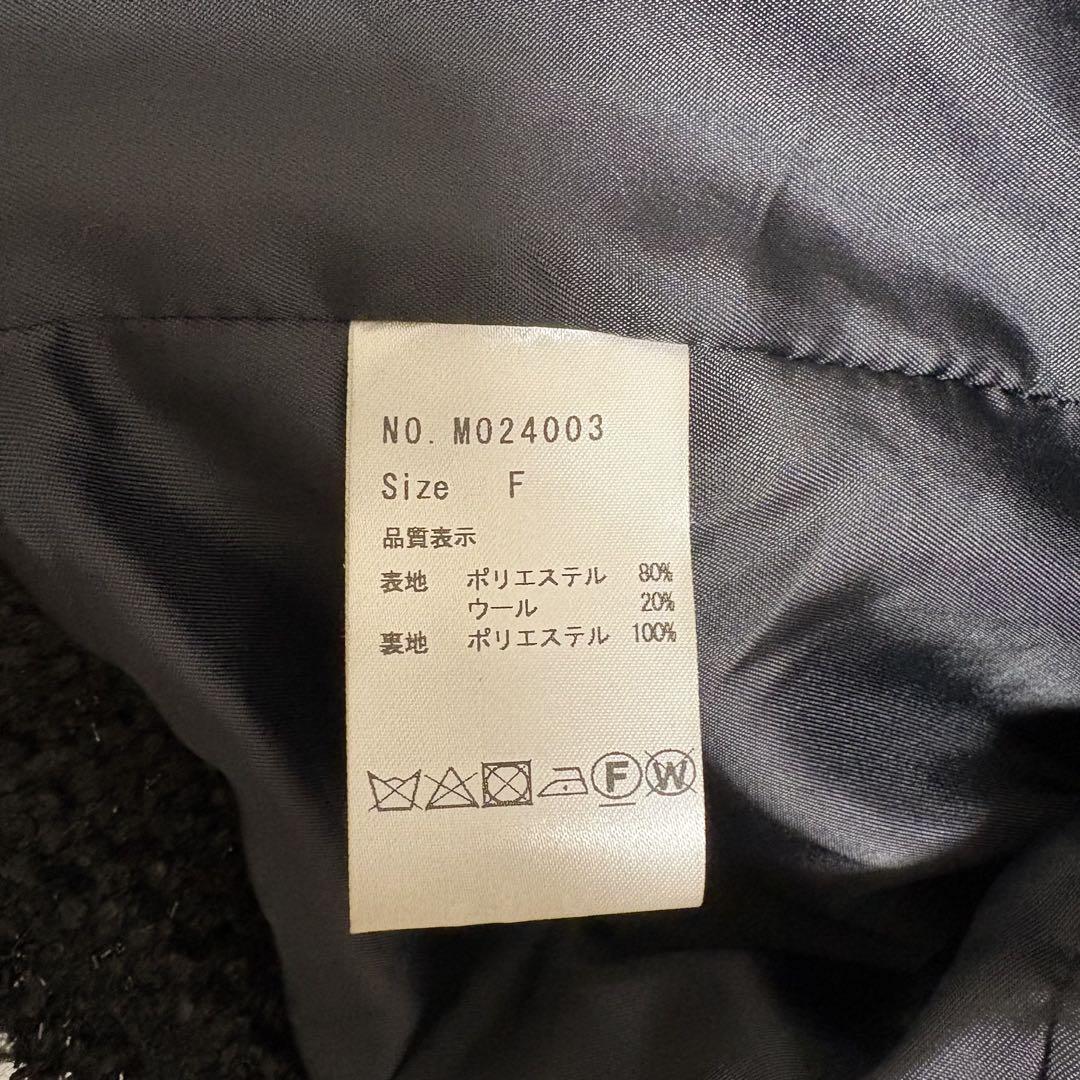 NO. M024003
Size F
品質表示
表地 ポリエステル 80%
ウール 20%
裏地 ポリエステル 100%
F W